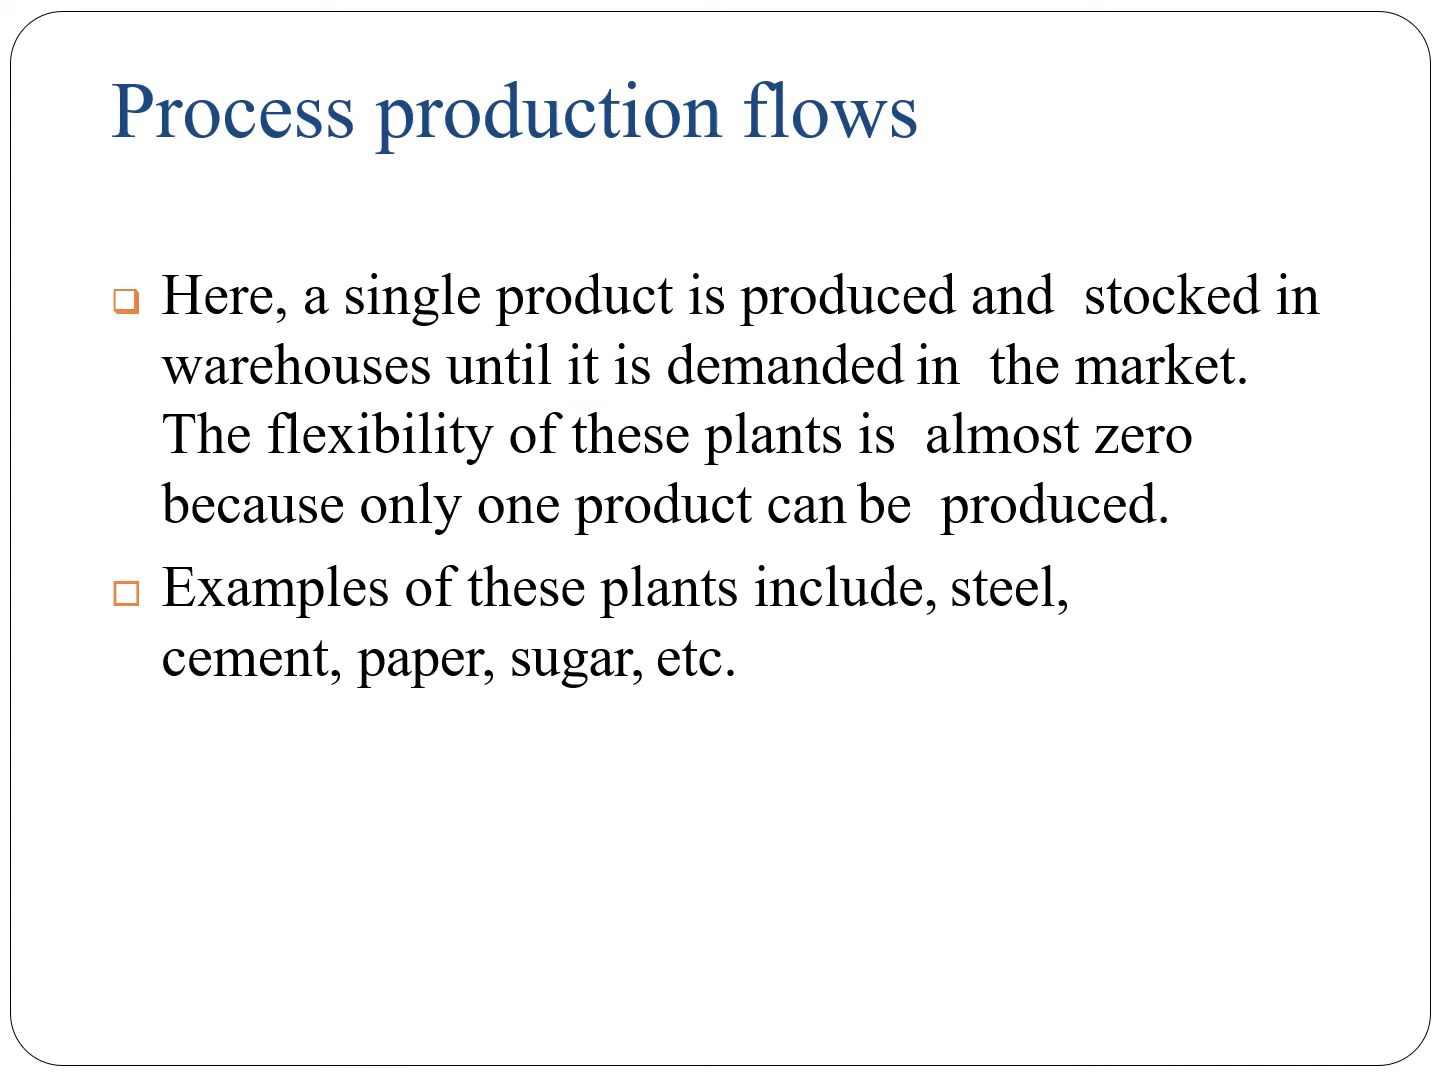 Process production flows
Here, a single product is produced and  stocked in
warehouses until it is demanded in  the market.
The flexibility of these plants is  almost zero
because only one product can be  produced.
Examples of these plants include, steel,
cement, paper, sugar, etc.